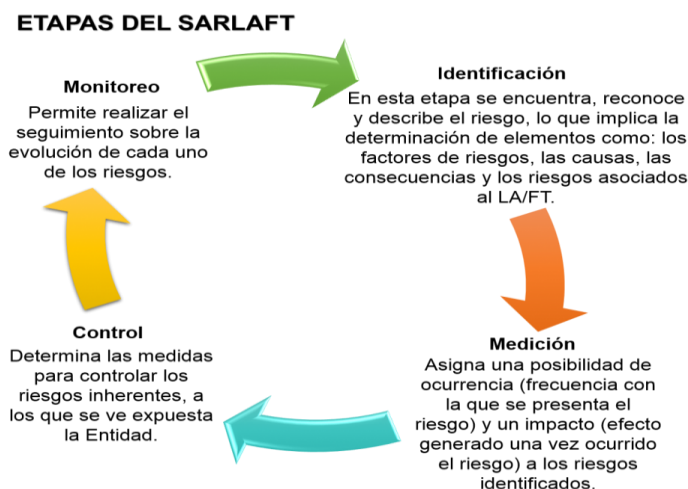 ETAPAS DEL SARLAFT
Monitoreo
Permite realizar el
seguimiento sobre la
evolución de cada uno
de los riesgos.
Identificación
En esta etapa se encuentra, reconoce
y describe el riesgo, lo que implica la
determinación de elementos como: los
factores de riesgos, las causas, las
consecuencias y los riesgos asociados
al LA/FT.
Medición
Asigna una posibilidad de
ocurrencia (frecuencia con
la que se presenta el
riesgo) y un impacto (efecto
generado una vez ocurrido
el riesgo) a los riesgos
identificados.
Control
Determina las medidas
para controlar los
riesgos inherentes, a
los que se ve expuesta
la Entidad.